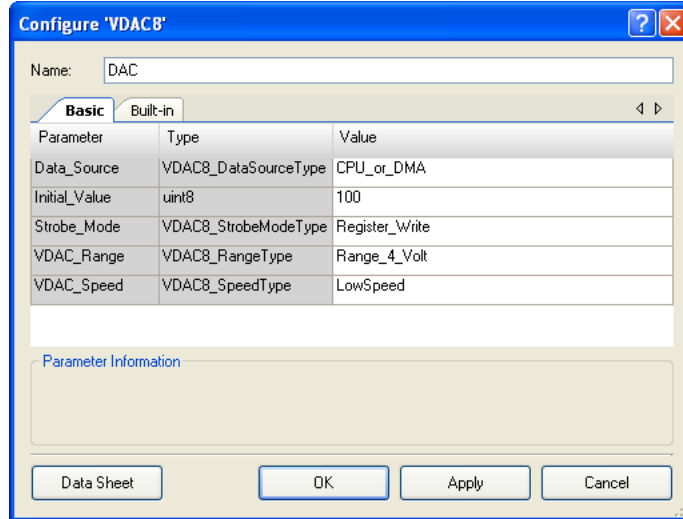 Configure 'VDAC8'
Name: DAC
Basic Built-in
Parameter Type Value
Data_Source VDAC8_DataSourceType CPU_or_DMA
Initial_Value uint8 100
Strobe_Mode VDAC8_StrobeModeType Register_Write
VDAC_Range VDAC8_RangeType Range_4_Volt
VDAC_Speed VDAC8_SpeedType LowSpeed
Parameter Information
Data Sheet OK Apply Cancel